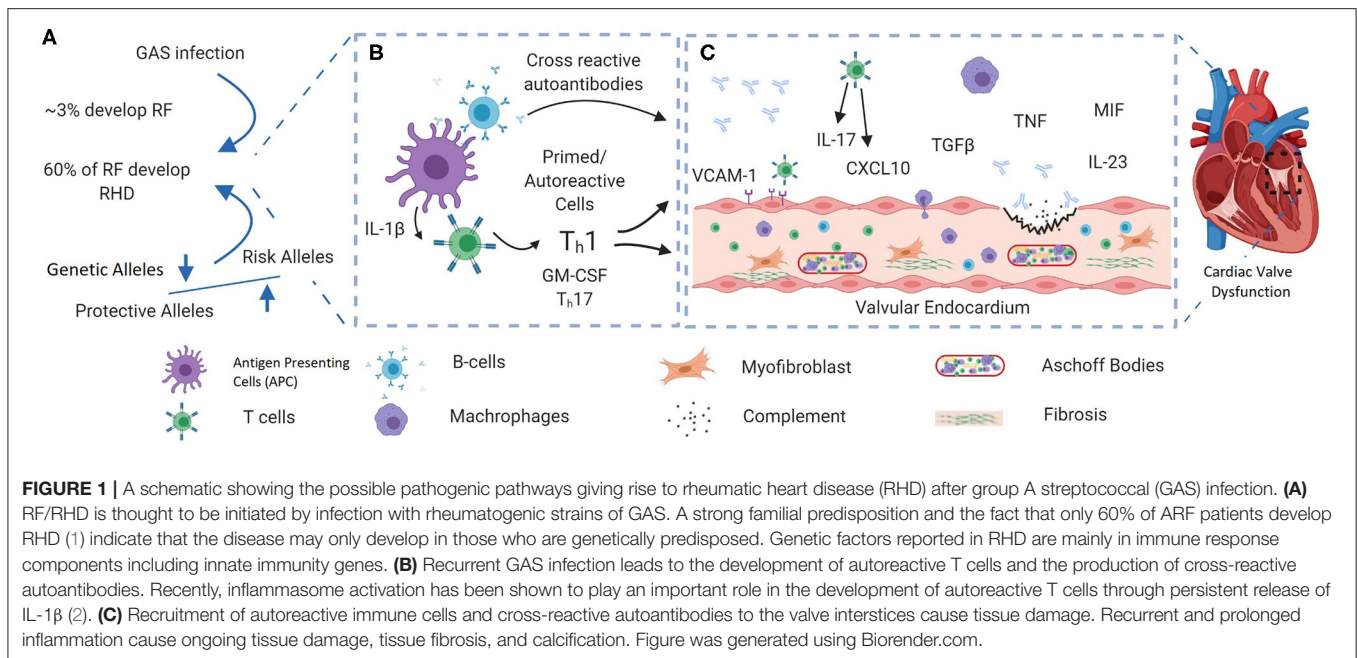 A
GAS infection
~3% develop RF
60% of RF develop
RHD
Genetic Alleles
Risk Alleles
Protective Alleles
B
Cross reactive
autoantibodies
IL-1β
Primed/
Autoreactive
Cells
Th1
GM-CSF
Th17
C
VCAM-1
IL-17
CXCL10
TGFβ
TNF
MIF
IL-23
Valvular Endocardium
Cardiac Valve
Dysfunction
Antigen Presenting
Cells (APC)
B-cells
Myofibroblast
Aschoff Bodies
T cells
Machrophages
Complement
Fibrosis
FIGURE 1 | A schematic showing the possible pathogenic pathways giving rise to rheumatic heart disease (RHD) after group A streptococcal (GAS) infection. (A)
RF/RHD is thought to be initiated by infection with rheumatogenic strains of GAS. A strong familial predisposition and the fact that only 60% of ARF patients develop
RHD (1) indicate that the disease may only develop in those who are genetically predisposed. Genetic factors reported in RHD are mainly in immune response
components including innate immunity genes. (B) Recurrent GAS infection leads to the development of autoreactive T cells and the production of cross-reactive
autoantibodies. Recently, inflammasome activation has been shown to play an important role in the development of autoreactive T cells through persistent release of
IL-1β (2). (C) Recruitment of autoreactive immune cells and cross-reactive autoantibodies to the valve interstices cause tissue damage. Recurrent and prolonged
inflammation cause ongoing tissue damage, tissue fibrosis, and calcification. Figure was generated using Biorender.com.